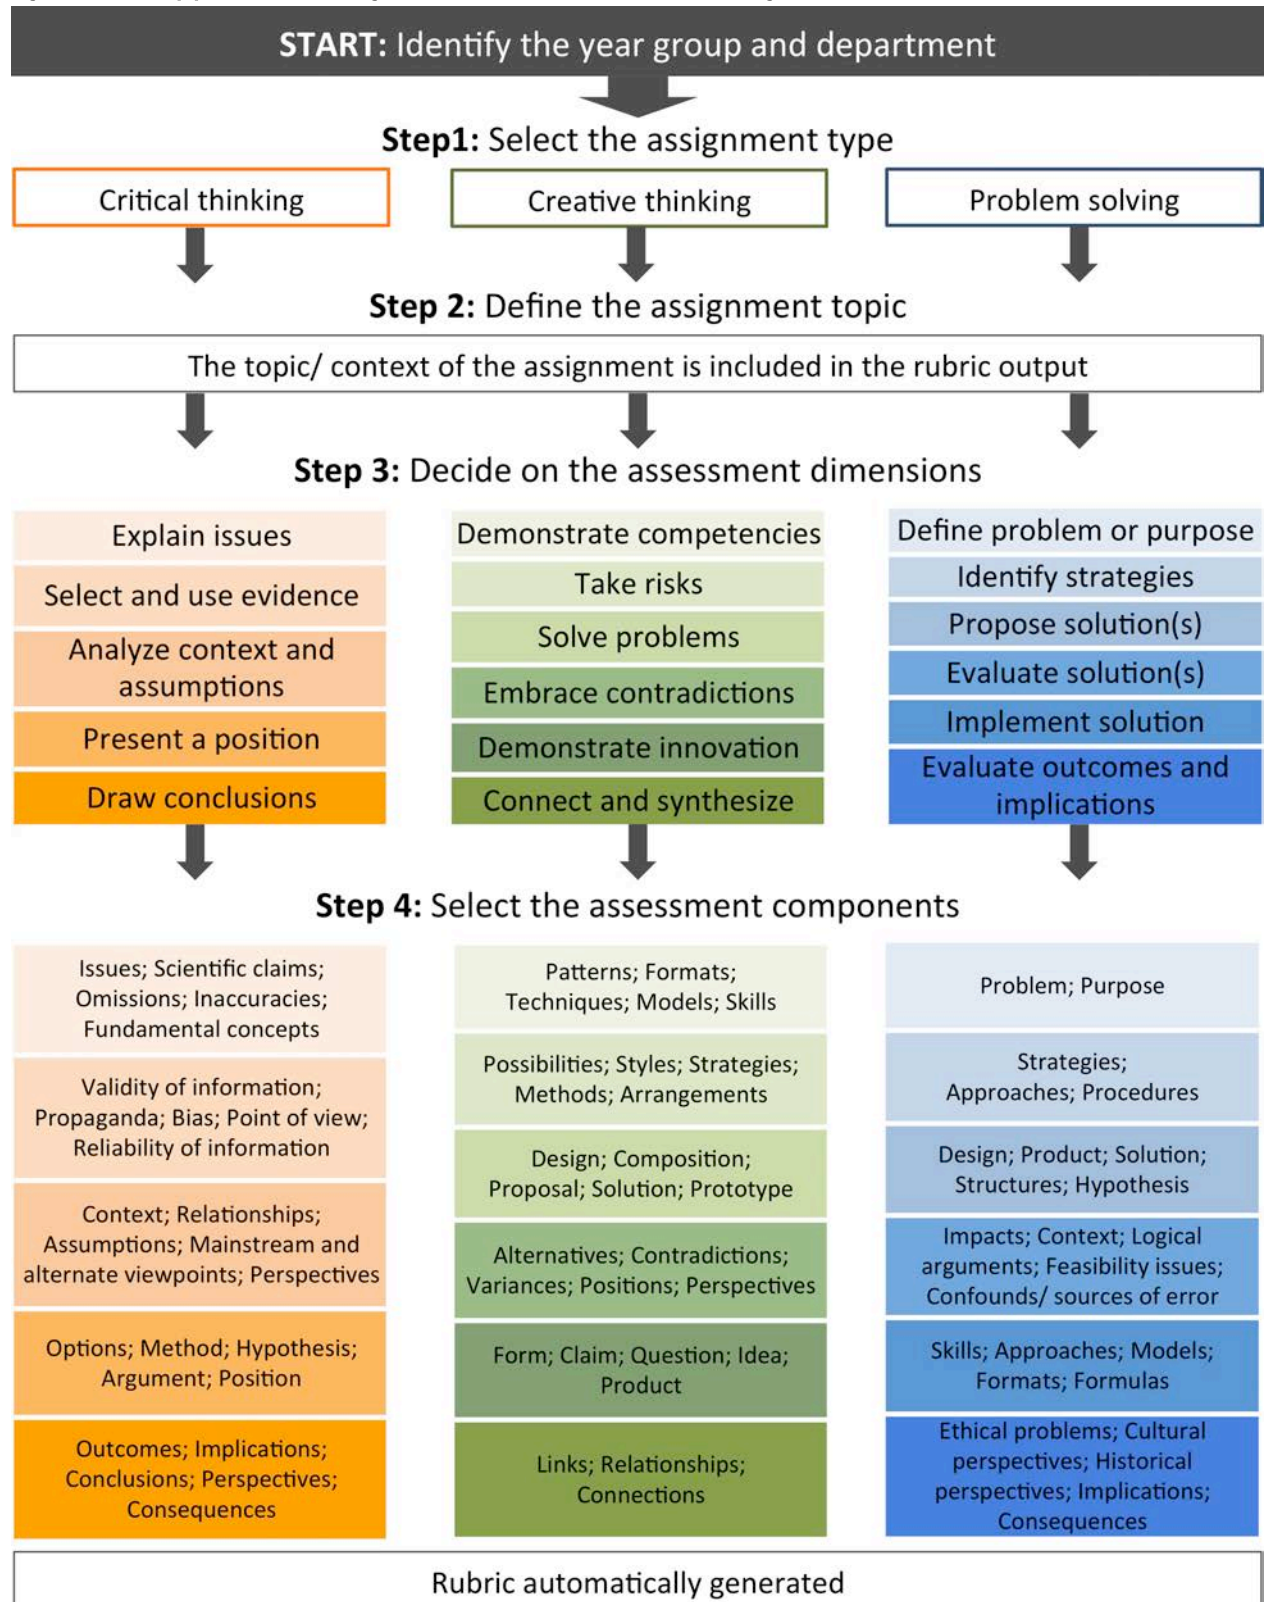 START: Identify the year group and department
Step1: Select the assignment type
Critical thinking
Creative thinking
Problem solving
Step 2: Define the assignment topic
The topic/ context of the assignment is included in the rubric output
Step 3: Decide on the assessment dimensions
Explain issues
Select and use evidence
Analyze context and
assumptions
Present a position
Draw conclusions
Demonstrate competencies
Take risks
Solve problems
Embrace contradictions
Demonstrate innovation
Connect and synthesize
Define problem or purpose
Identify strategies
Propose solution(s)
Evaluate solution(s)
Implement solution
Evaluate outcomes and
implications
Step 4: Select the assessment components
Issues; Scientific claims;
Omissions; Inaccuracies;
Fundamental concepts
Validity of information;
Propaganda; Bias; Point of view;
Reliability of information
Context; Relationships;
Assumptions; Mainstream and
alternate viewpoints; Perspectives
Options; Method; Hypothesis;
Argument; Position
Outcomes; Implications;
Conclusions; Perspectives;
Consequences
Patterns; Formats;
Techniques; Models; Skills
Possibilities; Styles; Strategies;
Methods; Arrangements
Design; Composition;
Proposal; Solution; Prototype
Alternatives; Contradictions;
Variances; Positions; Perspectives
Form; Claim; Question; Idea;
Product
Links; Relationships;
Connections
Problem; Purpose
Strategies;
Approaches; Procedures
Design; Product; Solution;
Structures; Hypothesis
Impacts; Context; Logical
arguments; Feasibility issues;
Confounds/ sources of error
Skills; Approaches; Models;
Formats; Formulas
Ethical problems; Cultural
perspectives; Historical
perspectives; Implications;
Consequences
Rubric automatically generated